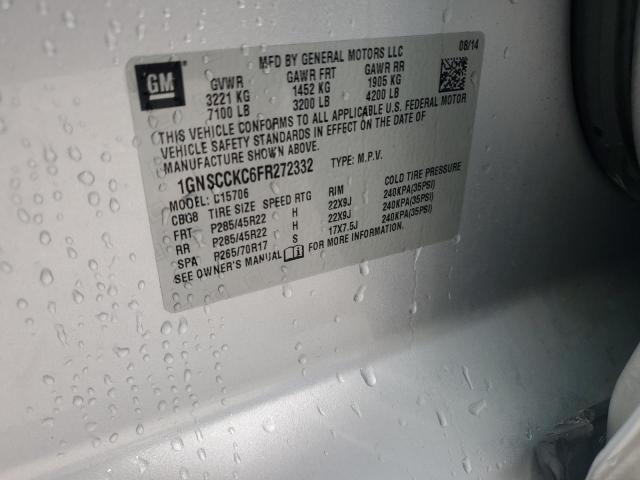 GM
MFD BY GENERAL MOTORS LLC 08/14
GVWR GAWR FRT GAWR RR
3221 KG 1452 KG 1905 KG
7100 LB 3200 LB 4200 LB
THIS VEHICLE CONFORMS TO ALL APPLICABLE U.S. FEDERAL MOTOR
VEHICLE SAFETY STANDARDS IN EFFECT ON THE DATE OF
MANUFACTURE SHOWN ABOVE.
1GNSCCKC6FR272332 TYPE: M.P.V.
MODEL: C15706
CBG8 TIRE SIZE SPEED RTG RIM COLD TIRE PRESSURE
FRT P285/45R22 H 22X9J 240KPA(35PSI)
RR P285/45R22 H 22X9J 240KPA(35PSI)
SPA P265/70R17 S 17X7.5J 240KPA(35PSI)
SEE OWNER'S MANUAL FOR MORE INFORMATION.